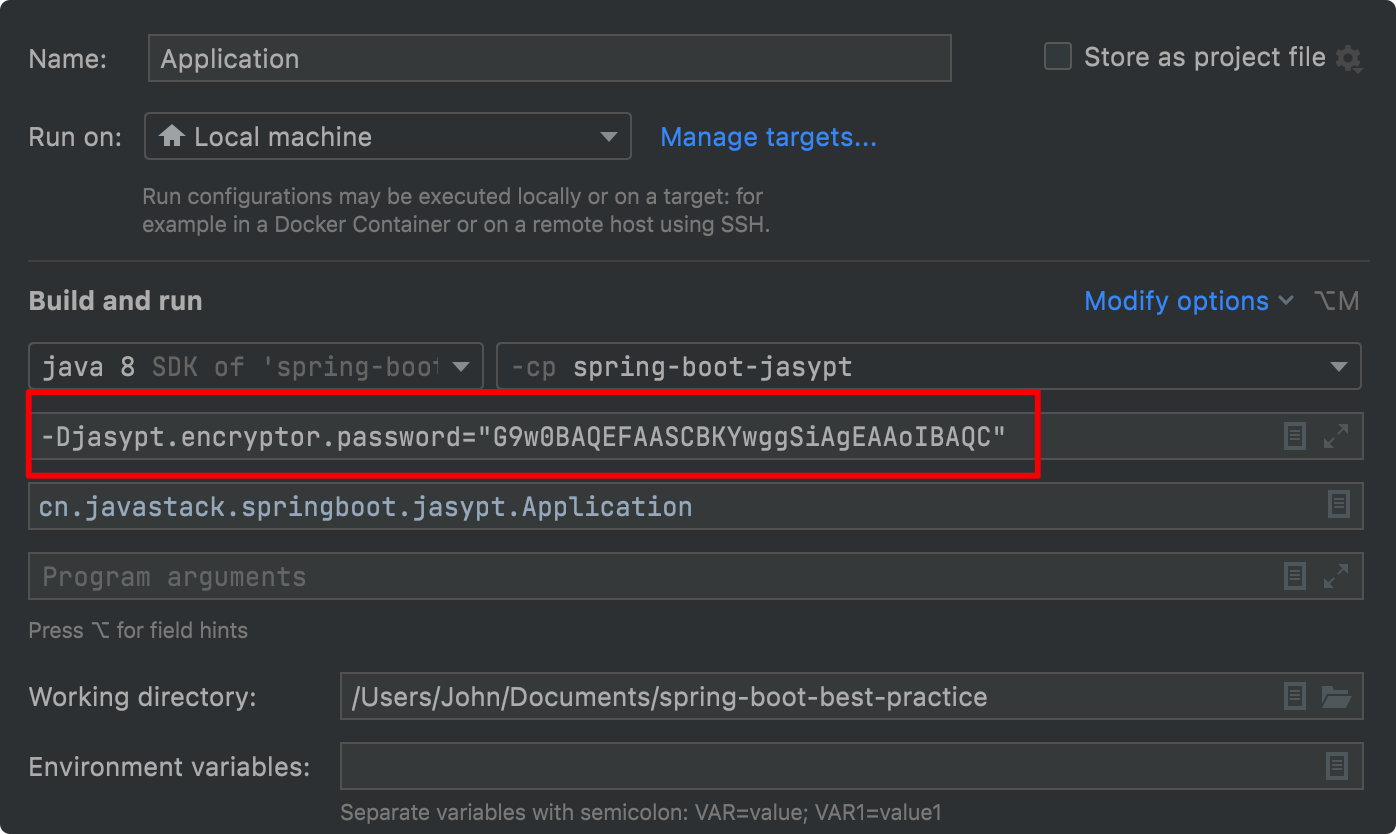 Name: Application Store as project file
Run on: Local machine Manage targets...
Run configurations may be executed locally or on a target: for
example in a Docker Container or on a remote host using SSH.
Build and run Modify options ⌥M
java 8 SDK of 'spring-boot -cp spring-boot-jasypt
-Djasypt.encryptor.password="G9w0BAQEFAASCBKYwggSiAgEAAoIBAQC"
cn.javastack.springboot.jasypt.Application
Program arguments
Press ⌥ for field hints
Working directory: /Users/John/Documents/spring-boot-best-practice
Environment variables:
Separate variables with semicolon: VAR=value; VAR1=value1